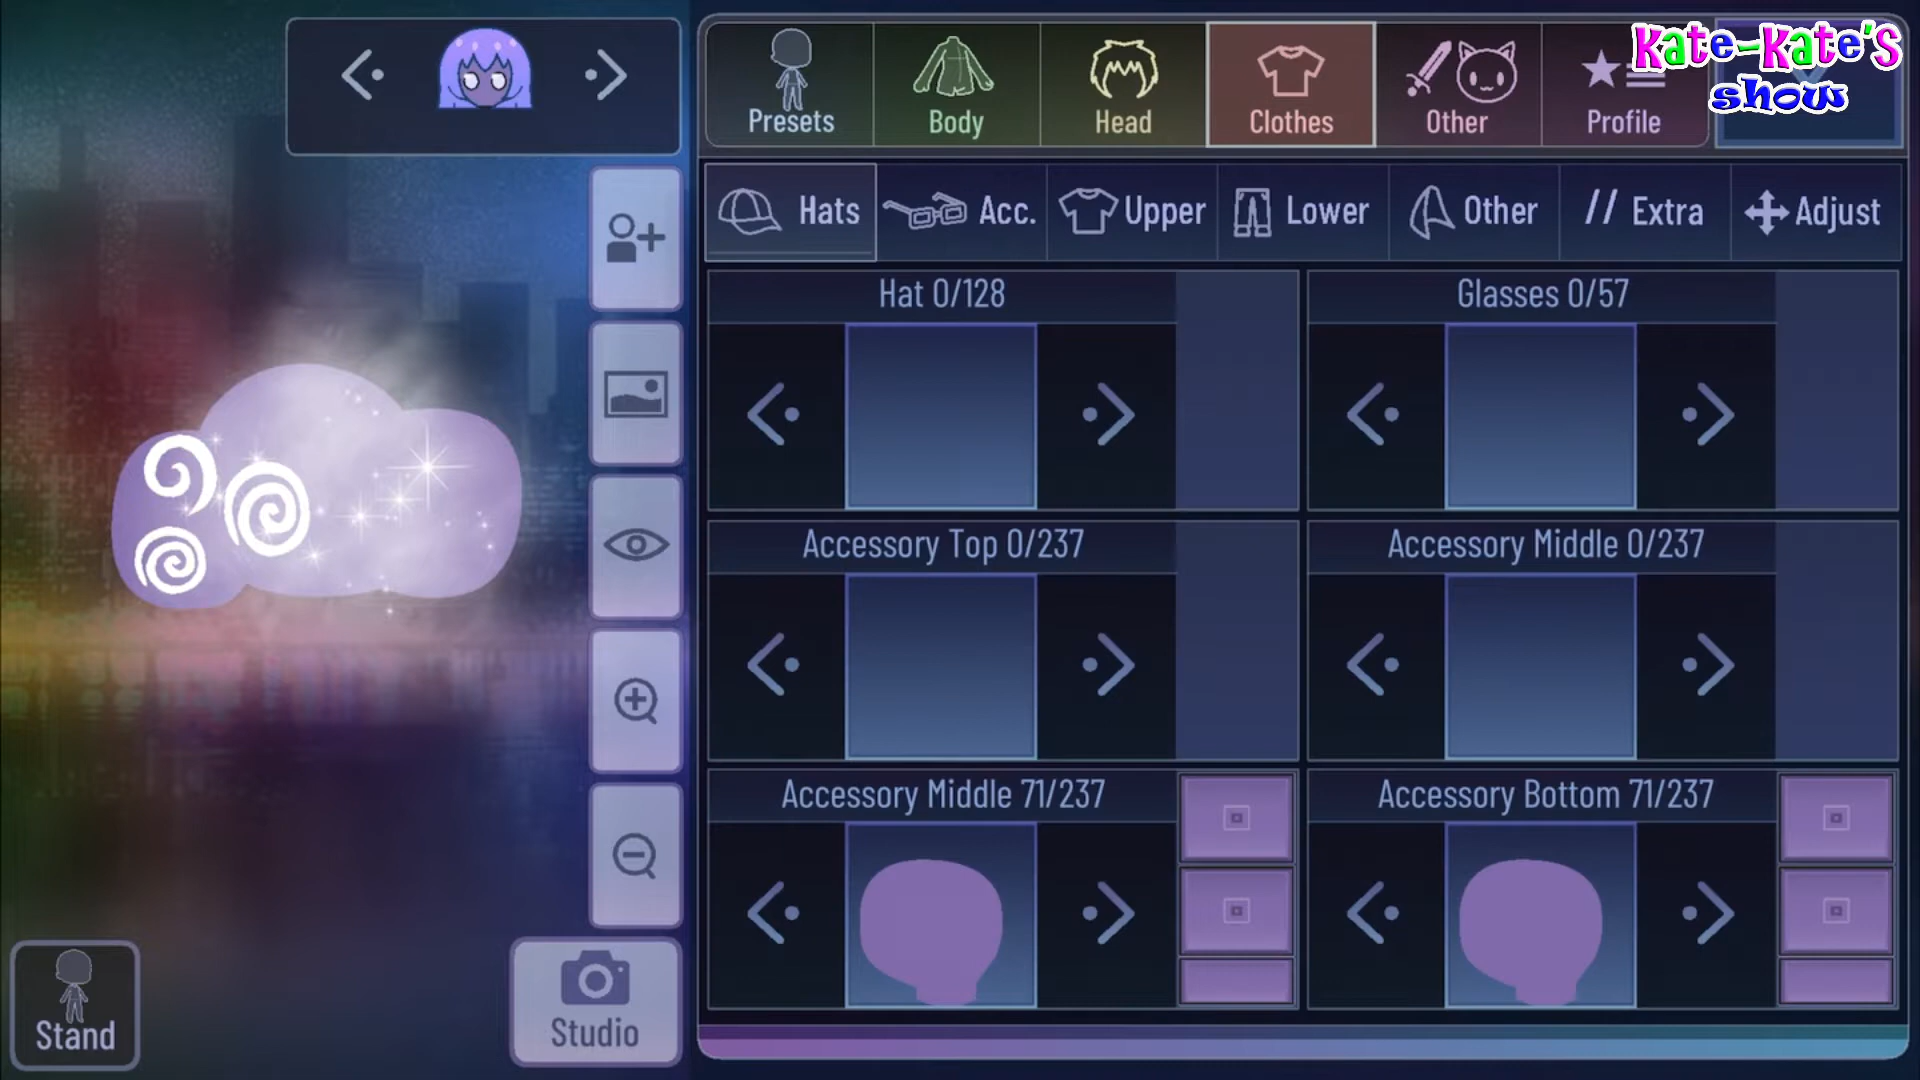 Kate-Kate's
show
Presets
Body
Head
Clothes
Other
Profile
Hats
Acc.
Upper
Lower
Other
Extra
Adjust
Hat 0/128
Glasses 0/57
Accessory Top 0/237
Accessory Middle 0/237
Accessory Middle 71/237
Accessory Bottom 71/237
Stand
Studio